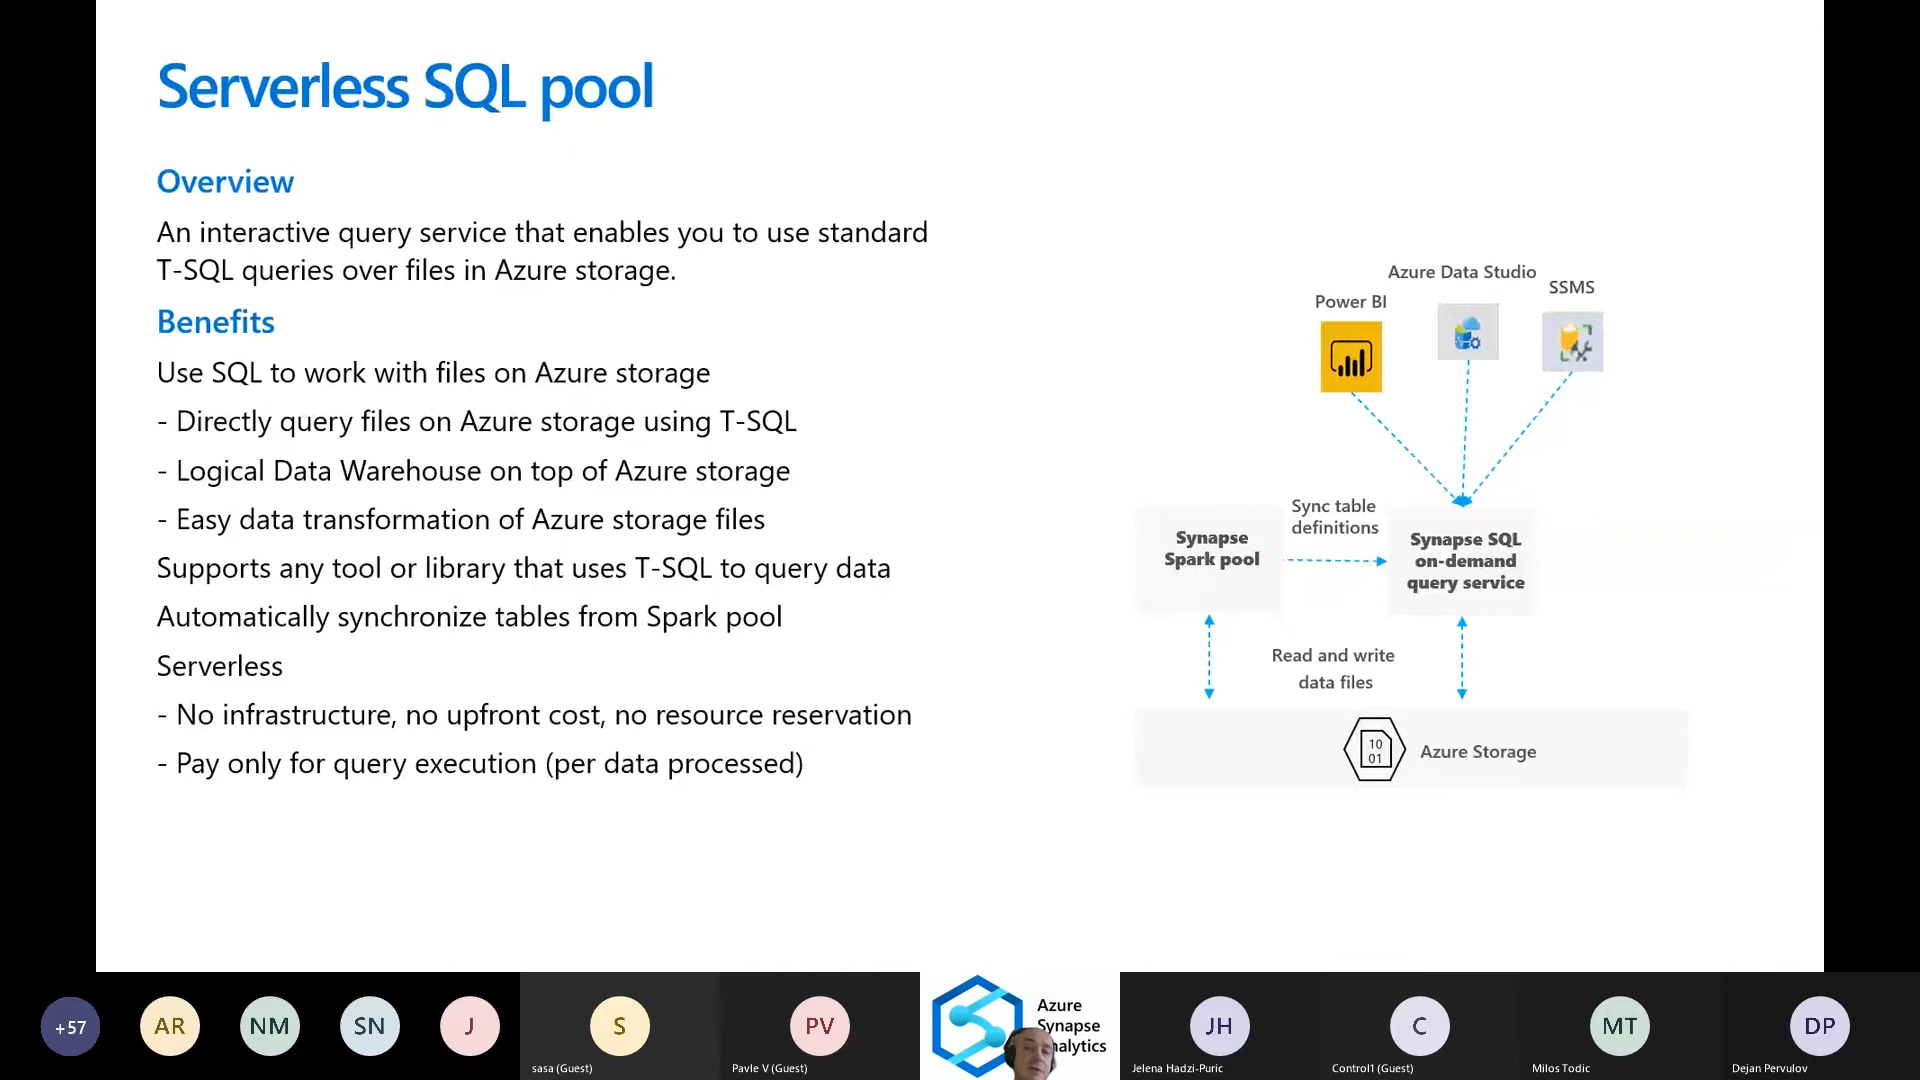 Serverless SQL pool
Overview
An interactive query service that enables you to use standard
T-SQL queries over files in Azure storage.
Benefits
Use SQL to work with files on Azure storage
- Directly query files on Azure storage using T-SQL
- Logical Data Warehouse on top of Azure storage
- Easy data transformation of Azure storage files
Supports any tool or library that uses T-SQL to query data
Automatically synchronize tables from Spark pool
Serverless
- No infrastructure, no upfront cost, no resource reservation
- Pay only for query execution (per data processed)
Azure Data Studio
SSMS
Power BI
Sync table
definitions
Synapse
Spark pool
Synapse SQL
on-demand
query service
Read and write
data files
10
01
Azure Storage
+57
AR
NM
SN
J
S
sasa (Guest)
PV
Pavle V (Guest)
Azure
Synapse
nalytics
JH
Jelena Hadzi-Puric
C
Control1 (Guest)
MT
Milos Todic
DP
Dejan Pervulov